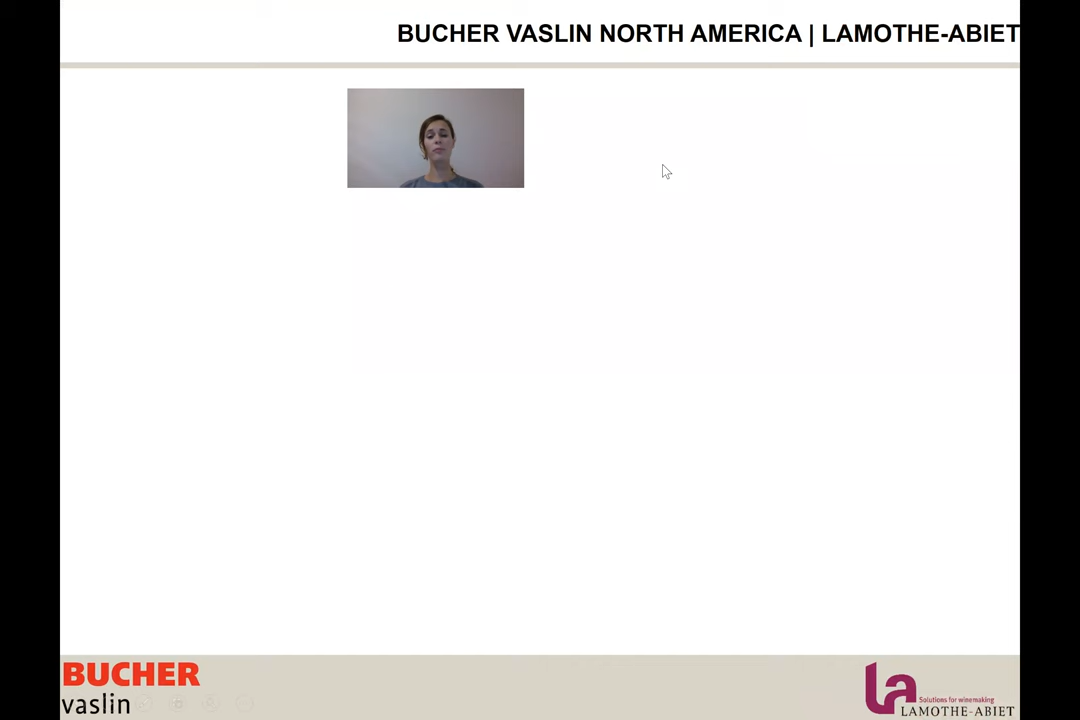 BUCHER VASLIN NORTH AMERICA | LAMOTHE-ABIET
BUCHER
vaslin
la
Solutions for winemaking
LAMOTHE-ABIET